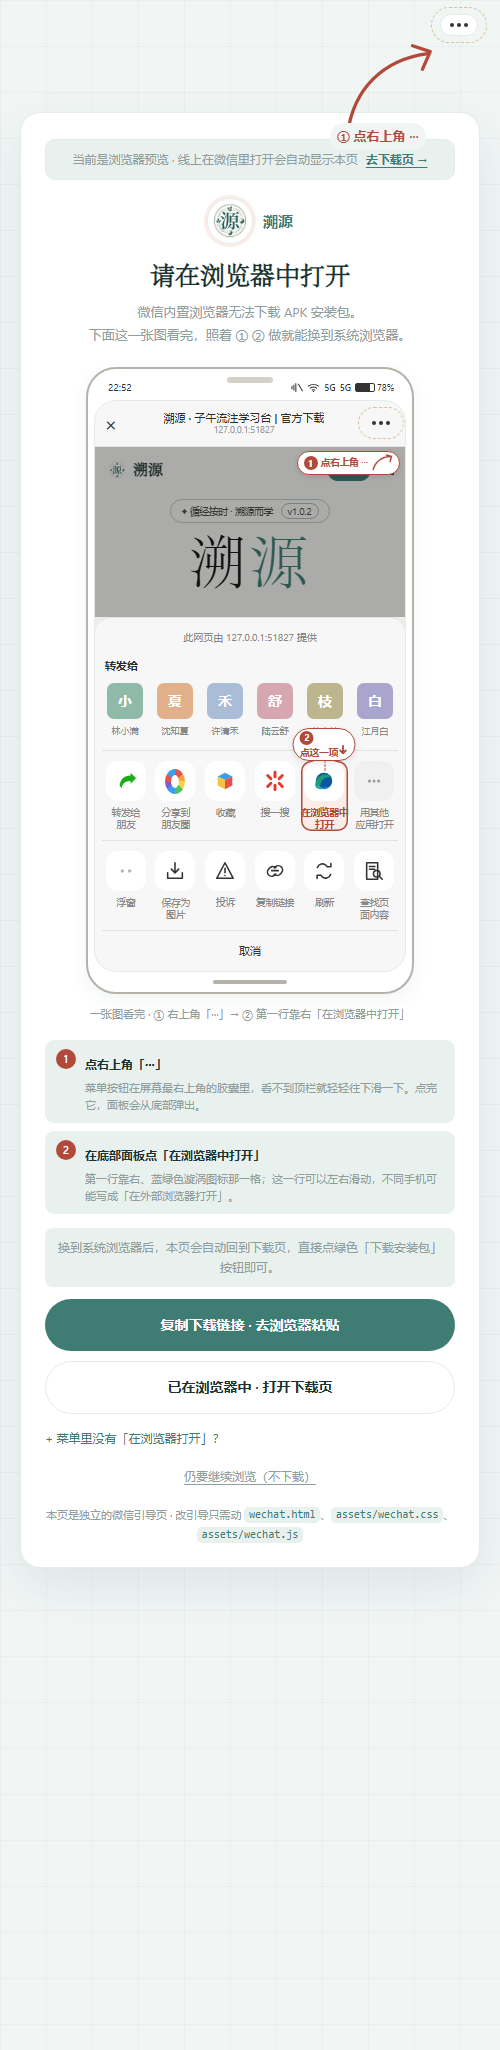 ① 点右上角 ···
当前是浏览器预览 · 线上在微信里打开会自动显示本页 去下载页 →
源 溯源
请在浏览器中打开
微信内置浏览器无法下载 APK 安装包。
下面这一张图看完，照着 ① ② 做就能换到系统浏览器。
22:52 5G 5G 78%
溯源 · 子午流注学习台 | 官方下载
127.0.0.1:51827
溯源
1 点右上角 ···
✦ 循经按时 · 溯源而学 v1.0.2
溯源
此网页由 127.0.0.1:51827 提供
转发给
小 夏 禾 舒 枝 白
林小满 沈知夏 许清禾 陆云舒 江月白
2
点这一项↓
转发给
朋友
分享到
朋友圈
收藏
搜一搜
在浏览器中
打开
用其他
应用打开
浮窗
保存为
图片
投诉
复制链接
刷新
查找页
面内容
取消
一张图看完 · ① 右上角「···」→ ② 第一行靠右「在浏览器中打开」
1 点右上角「···」
菜单按钮在屏幕最右上角的胶囊里，看不到顶栏就轻轻往下滑一下。点完
它，面板会从底部弹出。
2 在底部面板点「在浏览器中打开」
第一行靠右、蓝绿色漩涡图标那一格；这一行可以左右滑动，不同手机可
能写成「在外部浏览器打开」。
换到系统浏览器后，本页会自动回到下载页，直接点绿色「下载安装包」
按钮即可。
复制下载链接 · 去浏览器粘贴
已在浏览器中 · 打开下载页
+ 菜单里没有「在浏览器打开」？
仍要继续浏览（不下载）
本页是独立的微信引导页 · 改引导只需动 wechat.html、assets/wechat.css、
assets/wechat.js